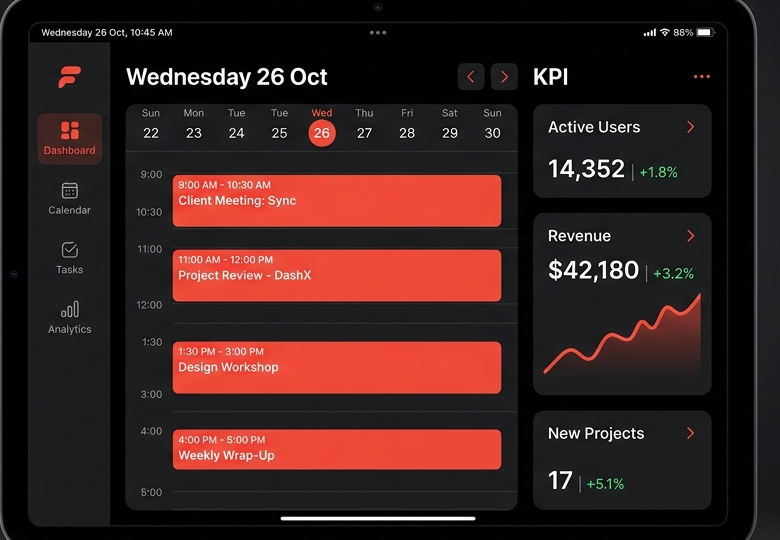 Wednesday 26 Oct, 10:45 AM
88%
Dashboard
Calendar
Tasks
Analytics
Wednesday 26 Oct
Sun Mon Tue Tue Wed Thu Fri Sat Sun
22 23 24 25 26 27 28 29 30
9:00
9:00 AM - 10:30 AM
Client Meeting: Sync
10:30
11:00
11:00 AM - 12:00 PM
Project Review - DashX
12:00
1:30
1:30 PM - 3:00 PM
Design Workshop
3:00
4:00
4:00 PM - 5:00 PM
Weekly Wrap-Up
5:00
KPI
Active Users
14,352 | +1.8%
Revenue
$42,180 | +3.2%
New Projects
17 | +5.1%